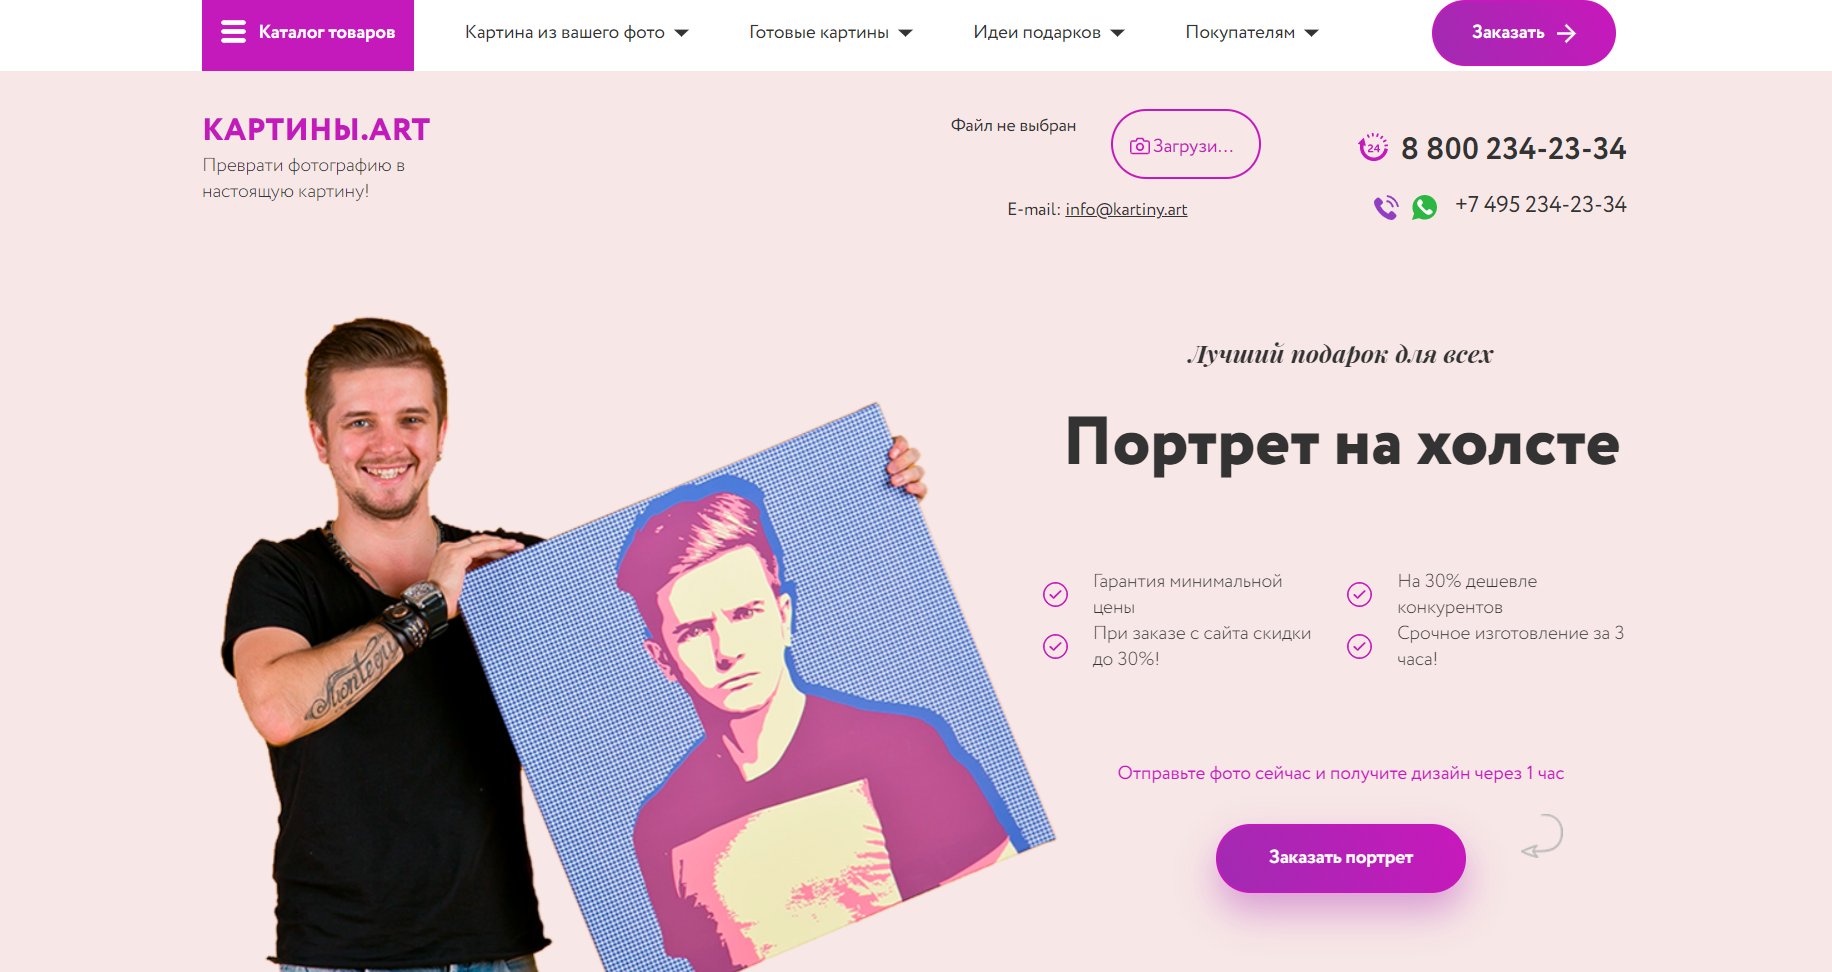 Каталог товаров
Картина из вашего фото
Готовые картины
Идеи подарков
Покупателям
Заказать
КАРТИНЫ.ART
Преврати фотографию в
настоящую картину!
Файл не выбран
Загрузи...
E-mail: info@kartiny.art
24
8 800 234-23-34
+7 495 234-23-34
Лучший подарок для всех
Портрет на холсте
Гарантия минимальной
цены
На 30% дешевле
конкурентов
При заказе с сайта скидки
до 30%!
Срочное изготовление за 3
часа!
Отправьте фото сейчас и получите дизайн через 1 час
Заказать портрет